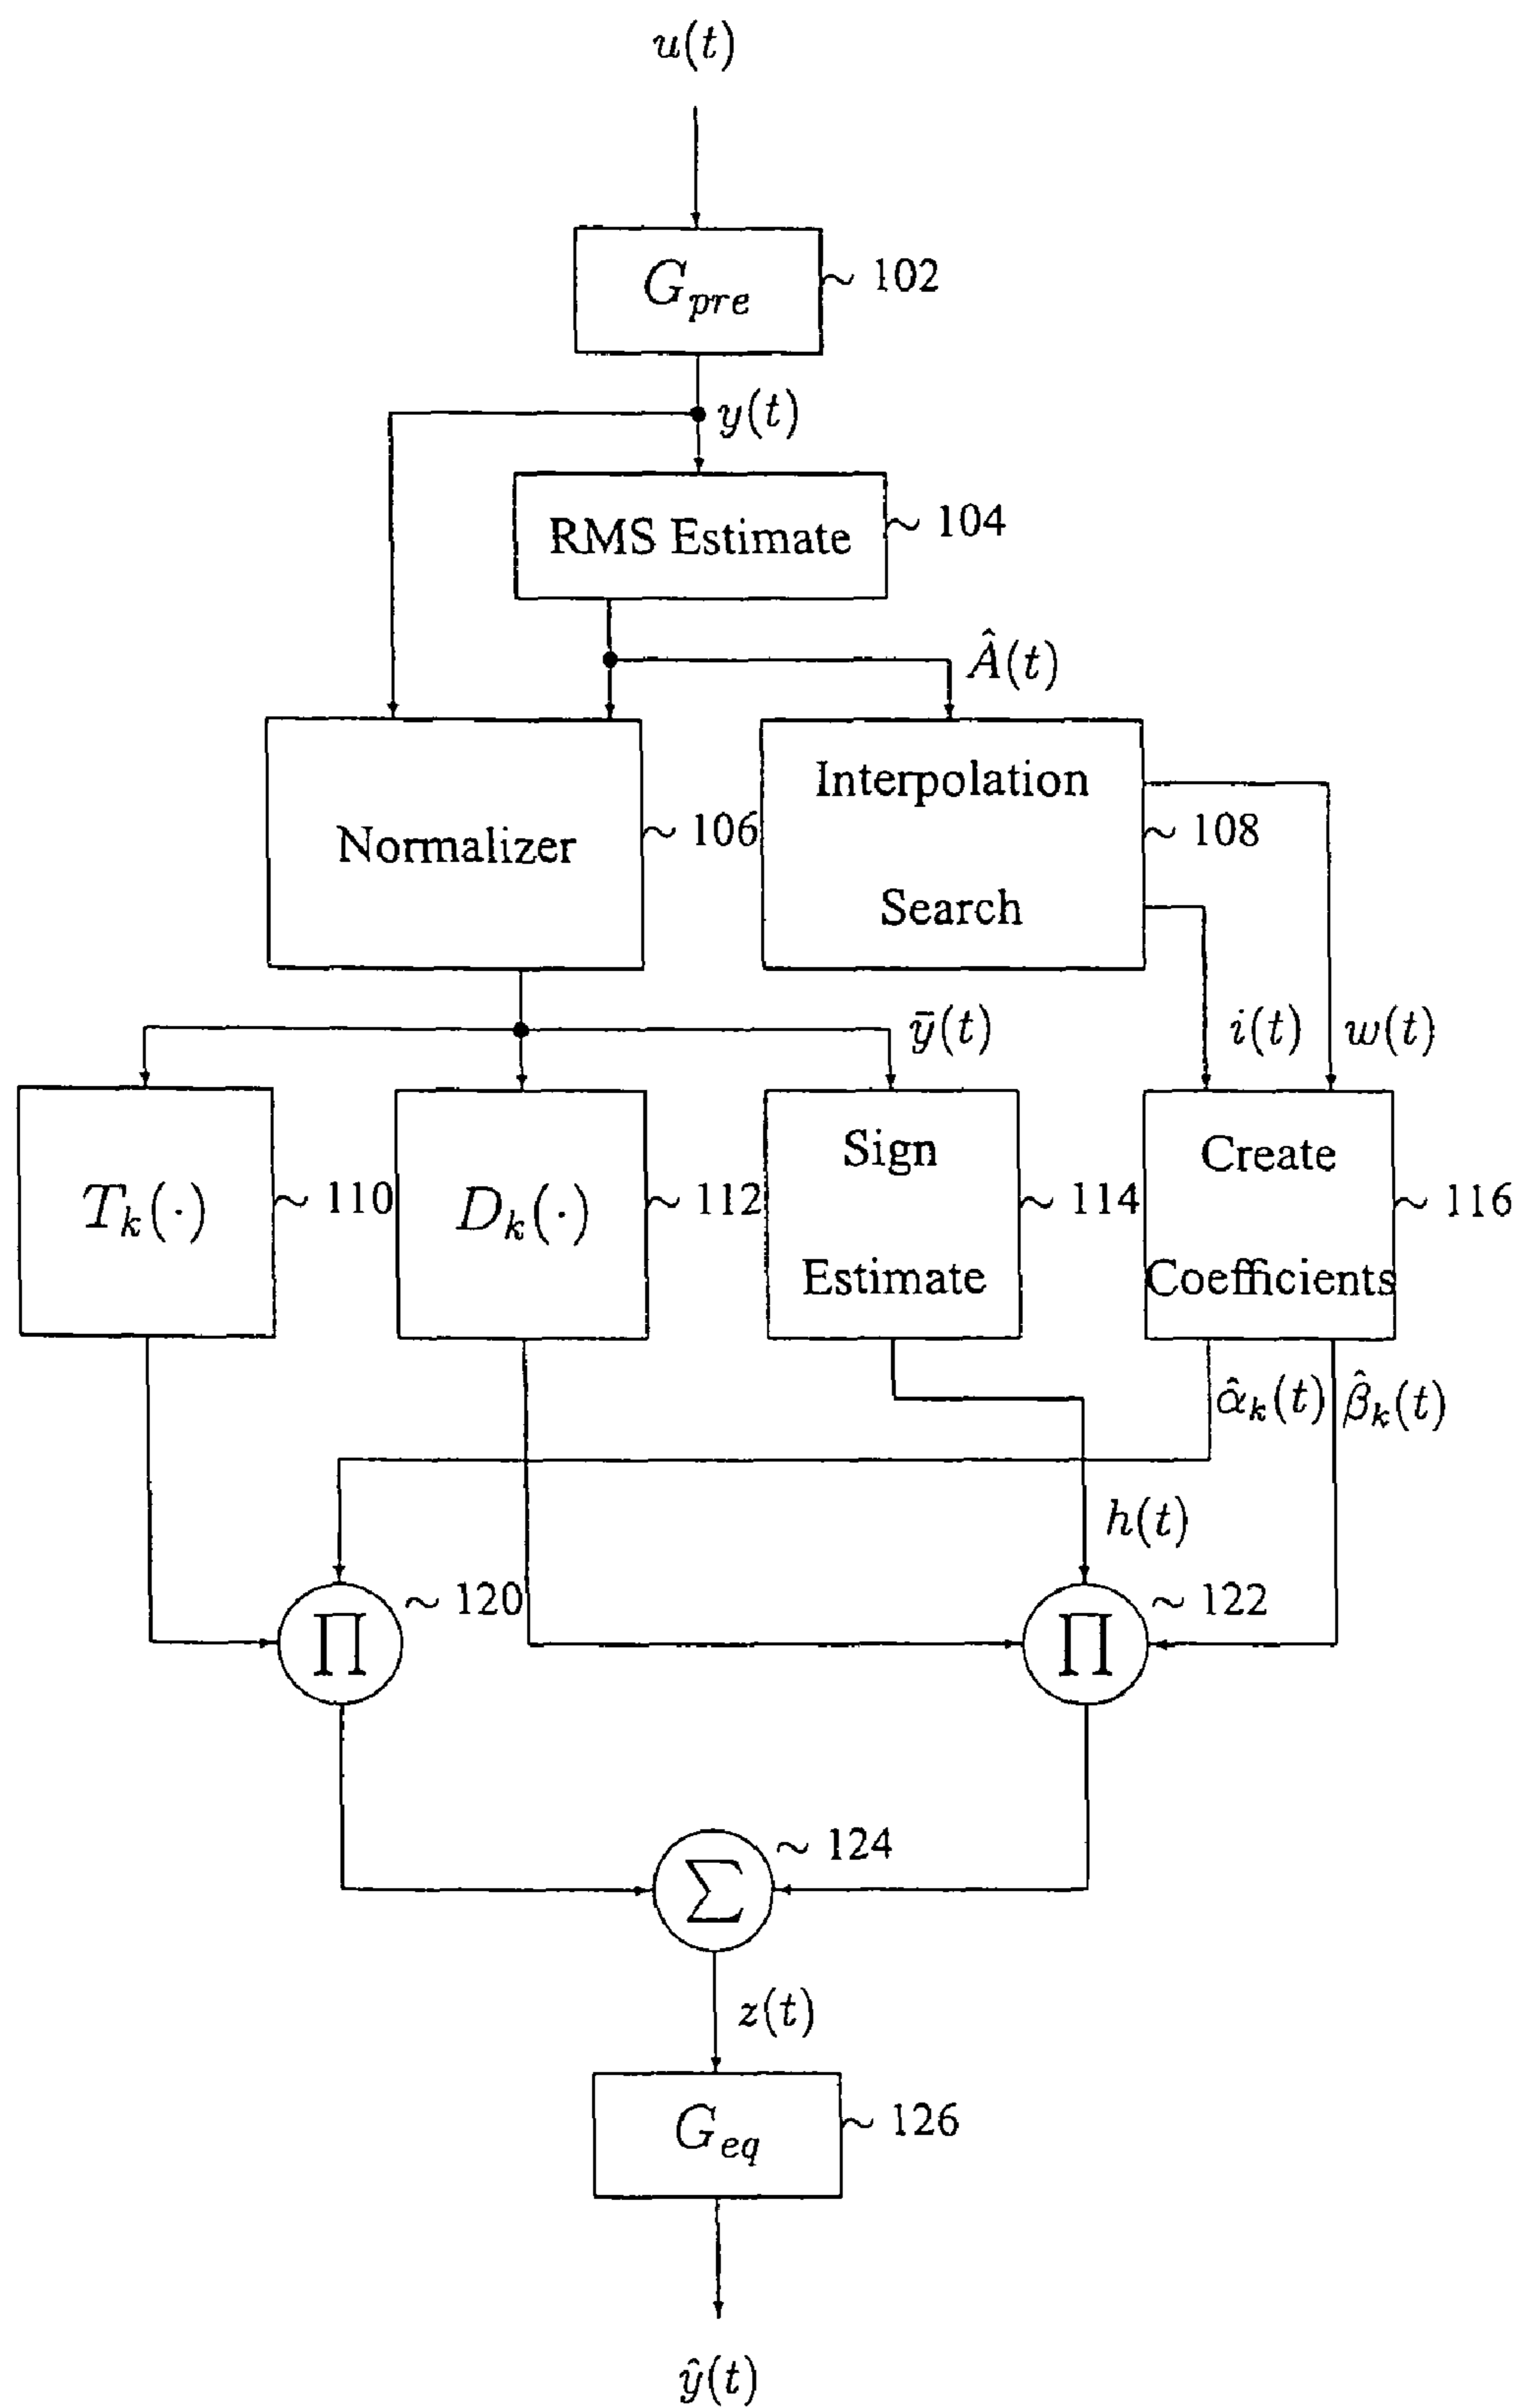 u(t)
G_pre ~ 102
y(t)
RMS Estimate ~ 104
Â(t)
Normalizer ~ 106
Interpolation
Search
~ 108
ȳ(t)
i(t)
w(t)
T_k(·) ~ 110
D_k(·) ~ 112
Sign
Estimate
~ 114
Create
Coefficients
~ 116
α̂_k(t)
β̂_k(t)
h(t)
∏ ~ 120
∏ ~ 122
Σ ~ 124
z(t)
G_eq ~ 126
ŷ(t)